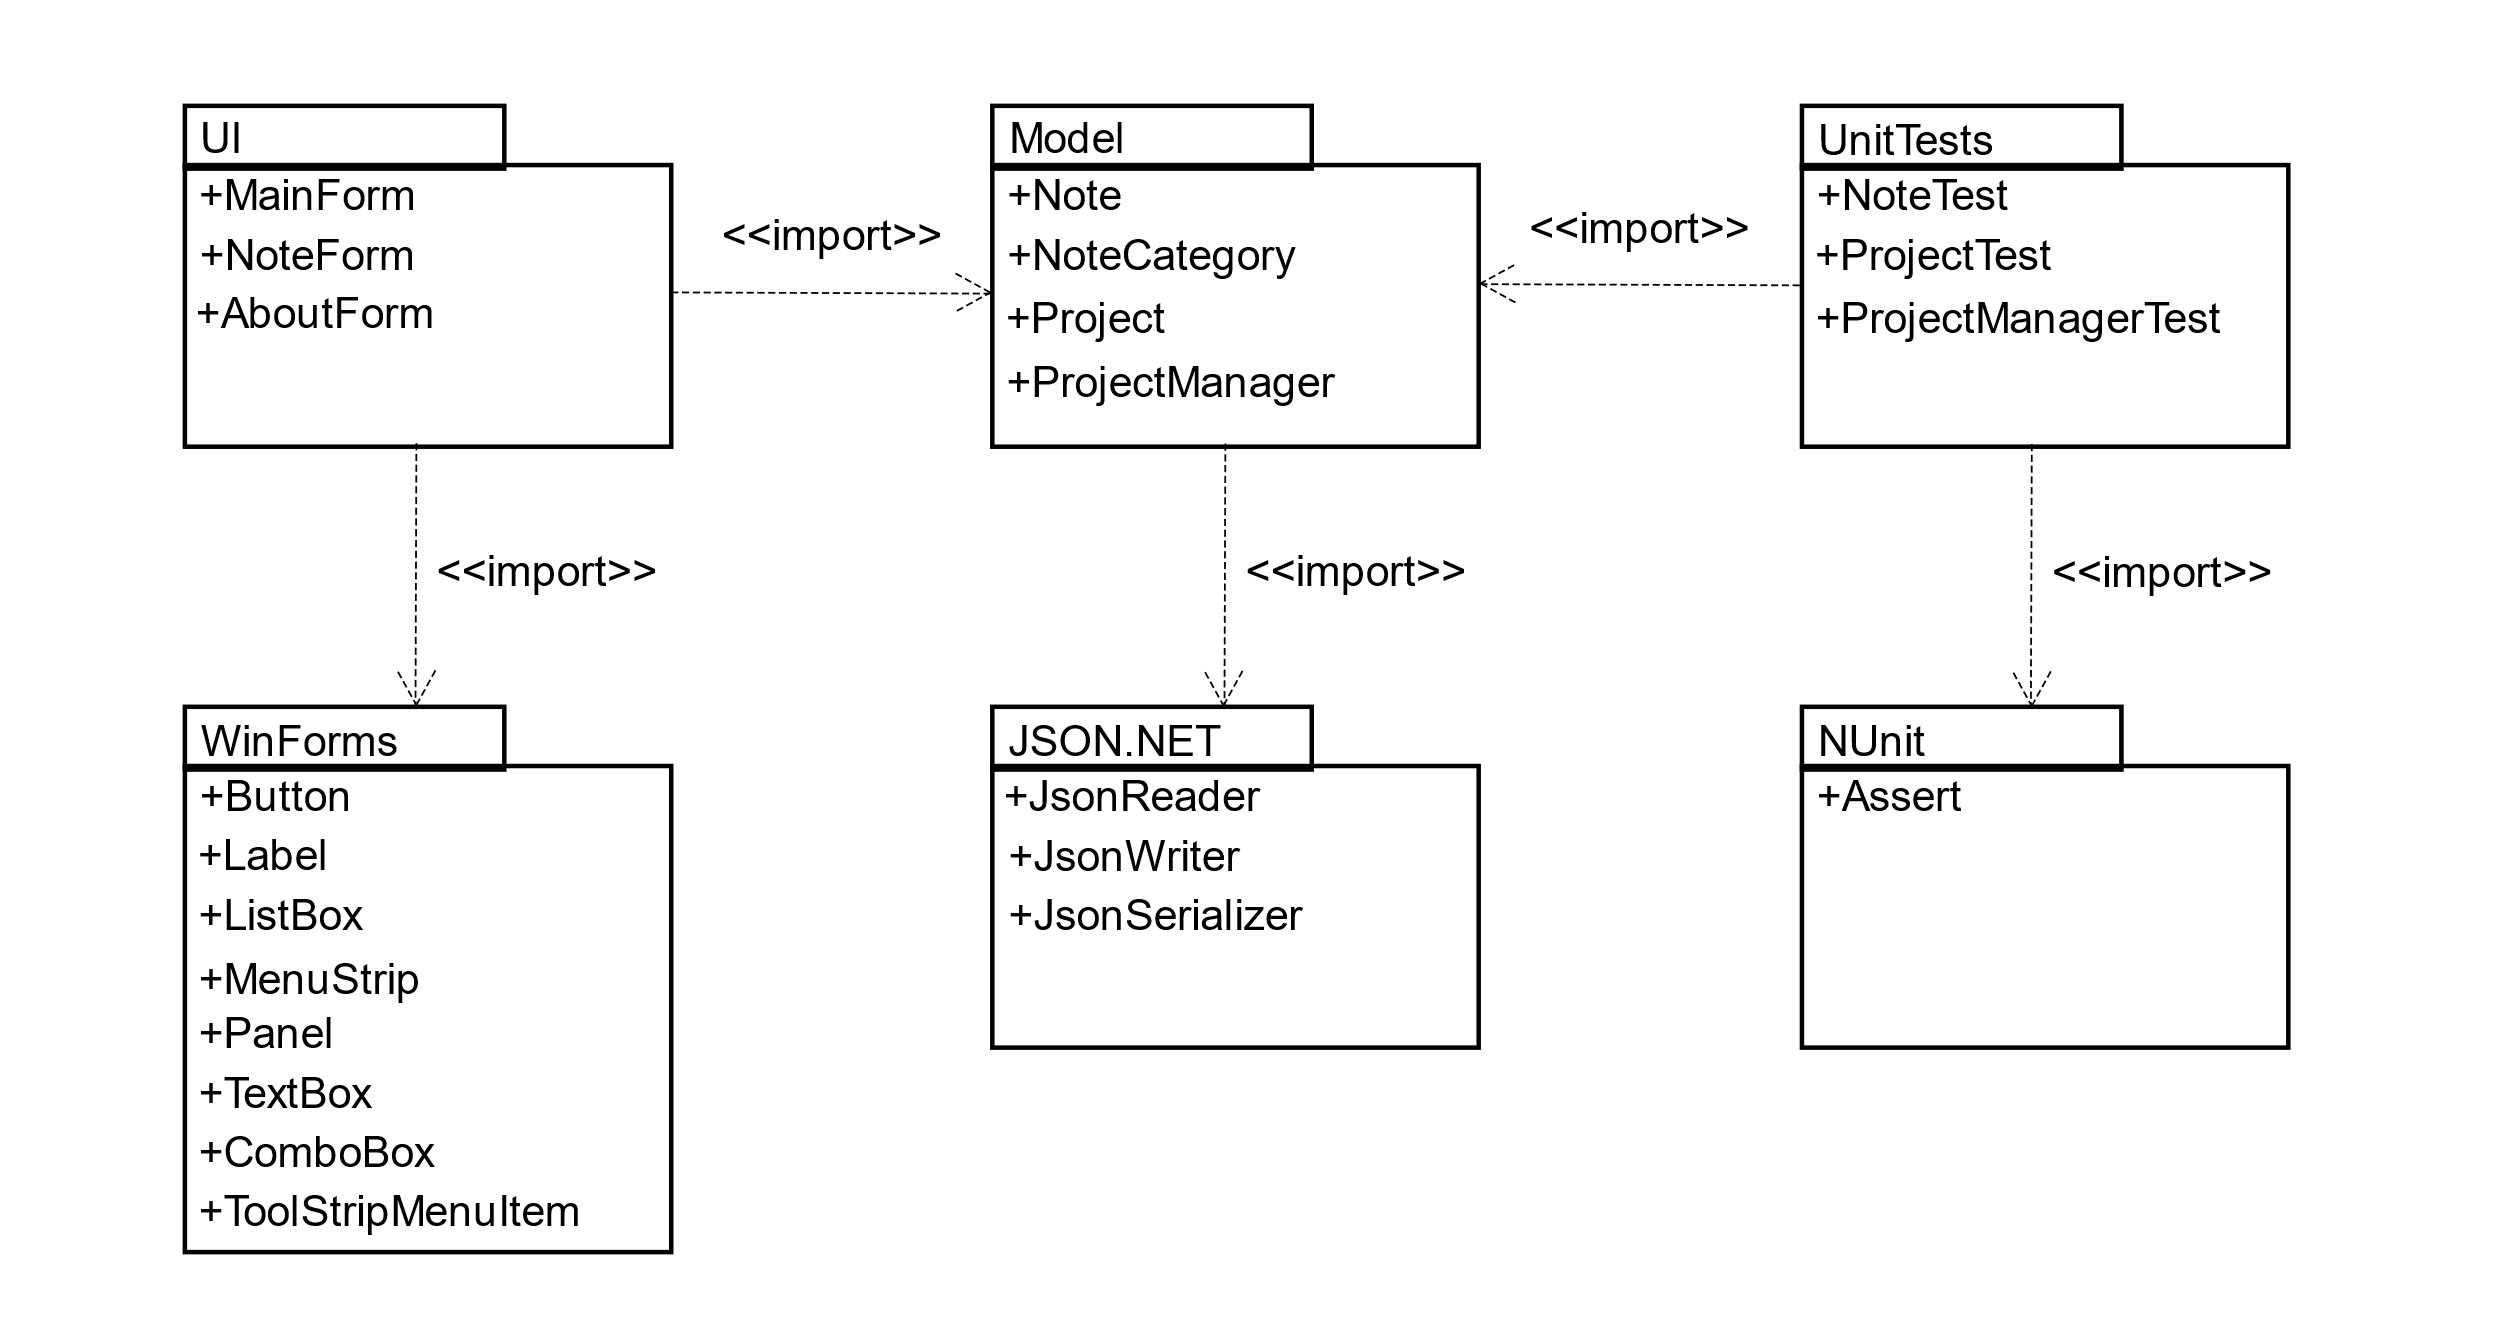 UI
+MainForm
+NoteForm
+AboutForm
<<import>>
Model
+Note
+NoteCategory
+Project
+ProjectManager
<<import>>
UnitTests
+NoteTest
+ProjectTest
+ProjectManagerTest
<<import>>
<<import>>
<<import>>
WinForms
+Button
+Label
+ListBox
+MenuStrip
+Panel
+TextBox
+ComboBox
+ToolStripMenuItem
JSON.NET
+JsonReader
+JsonWriter
+JsonSerializer
NUnit
+Assert